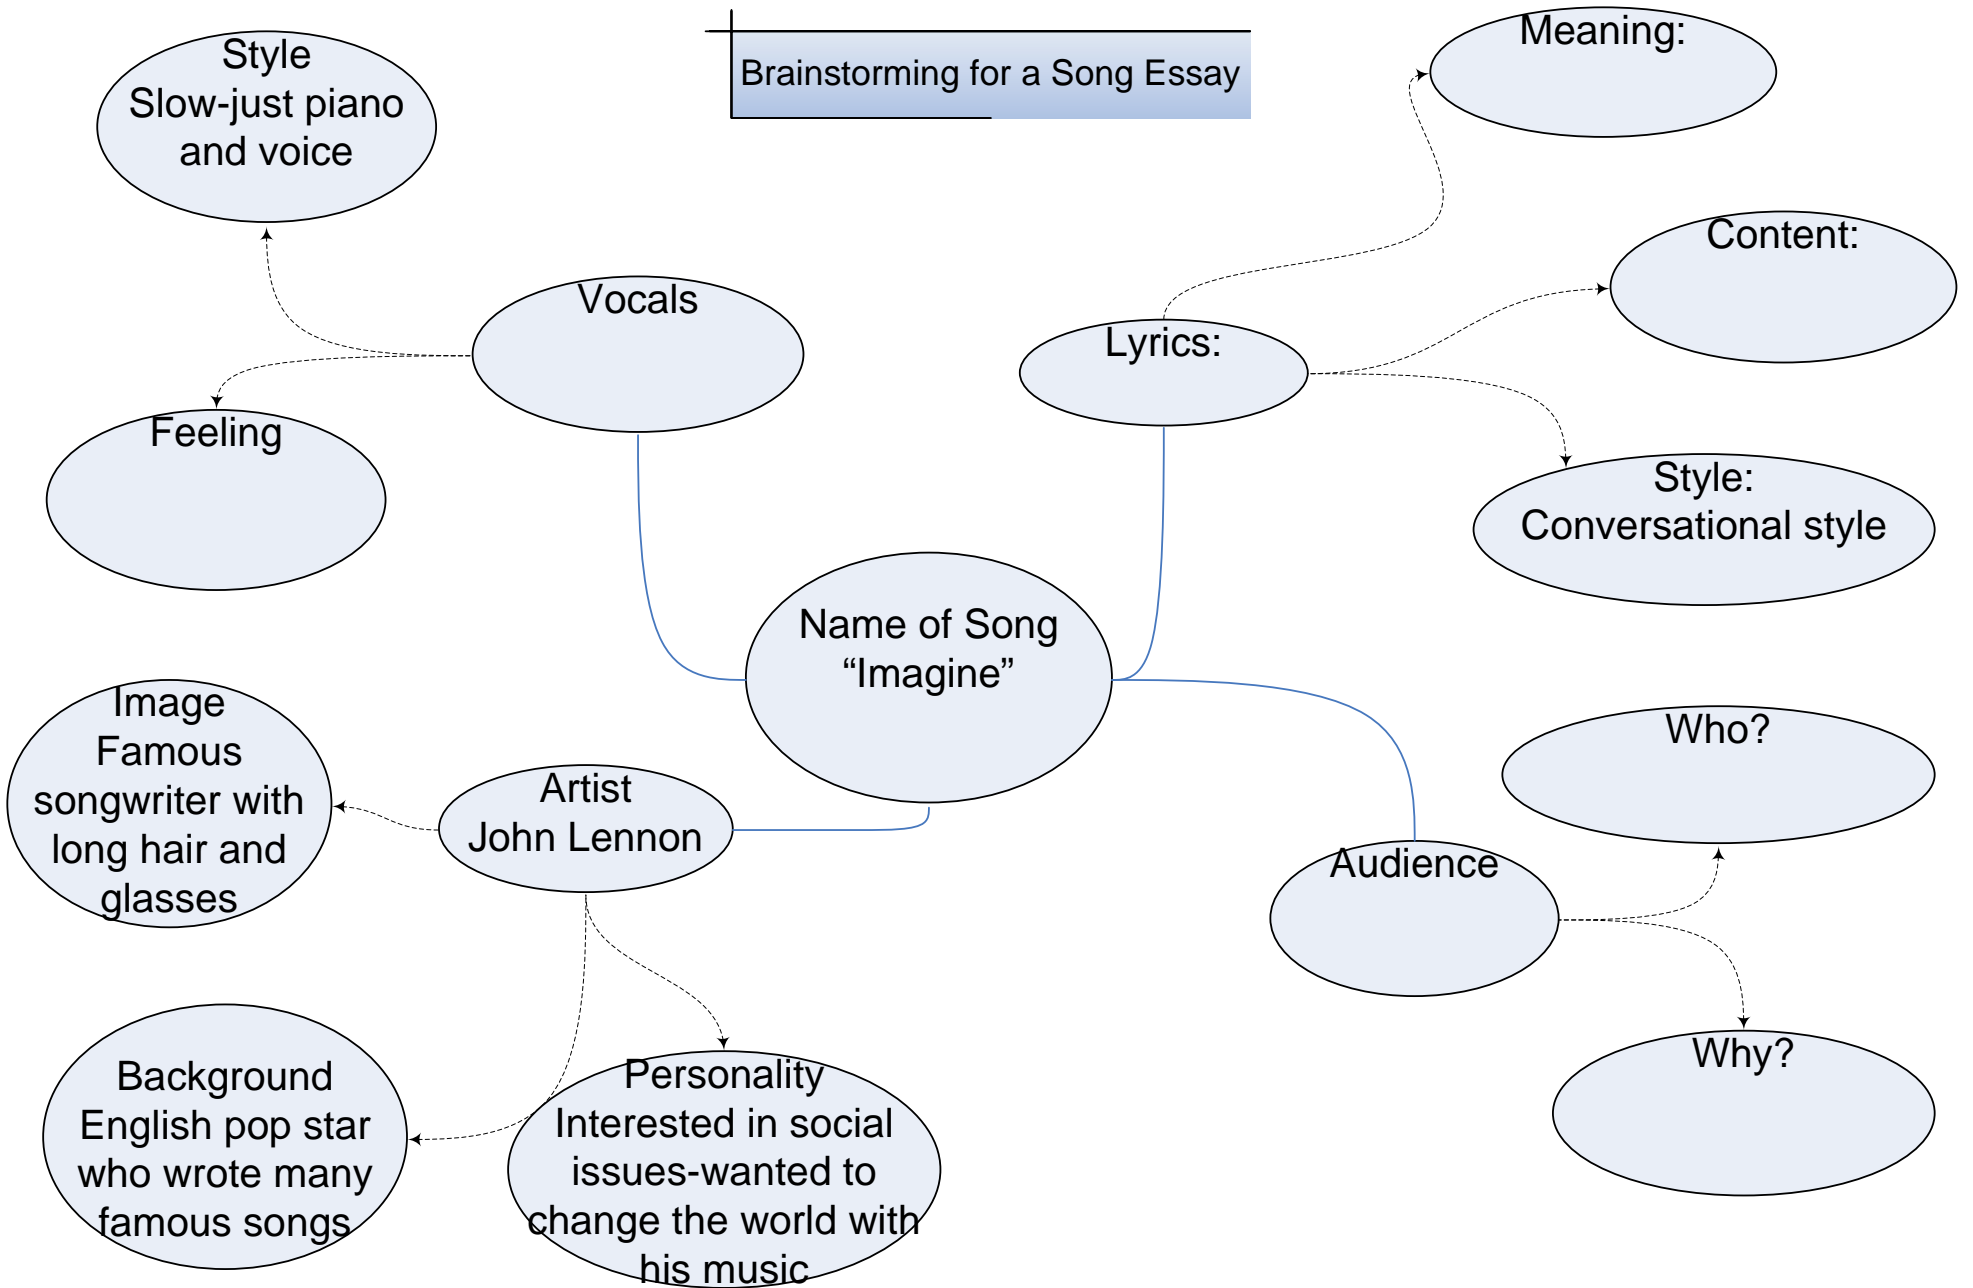 Brainstorming for a Song Essay
Style
Slow-just piano
and voice
Vocals
Feeling
Meaning:
Content:
Lyrics:
Style:
Conversational style
Name of Song
“Imagine”
Image
Famous
songwriter with
long hair and
glasses
Artist
John Lennon
Background
English pop star
who wrote many
famous songs
Personality
Interested in social
issues-wanted to
change the world with
his music
Audience
Who?
Why?